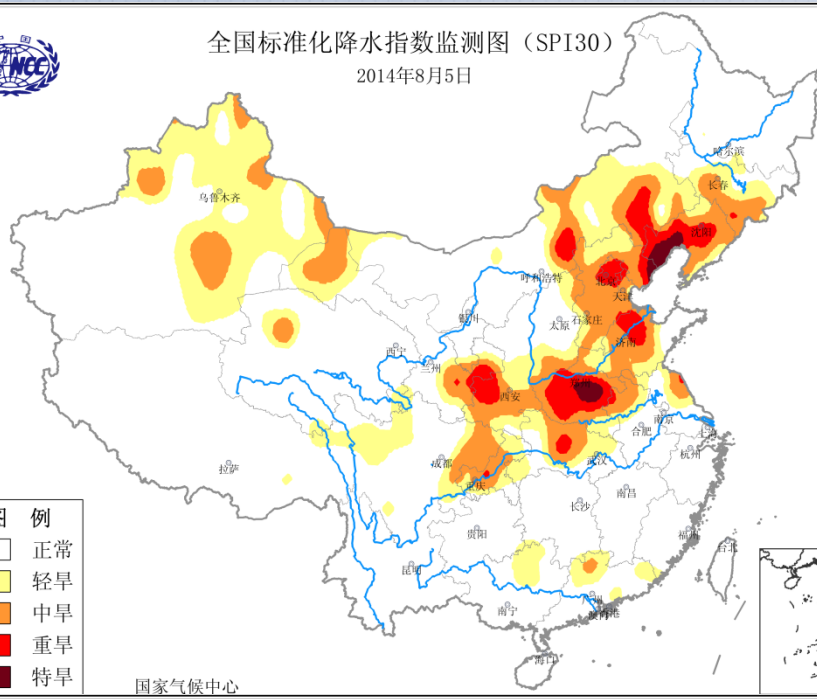 全国标准化降水指数监测图（SPI30）
2014年8月5日
NCC
哈尔滨
长春
乌鲁木齐
沈阳
呼和浩特
北京
天津
银川
太原
石家庄
济南
西宁
兰州
西安
郑州
合肥
南京
上海
成都
武汉
杭州
拉萨
重庆
长沙
南昌
贵阳
福州
台北
昆明
广州
南宁
澳门
香港
海口
图 例
正常
轻旱
中旱
重旱
特旱
国家气候中心